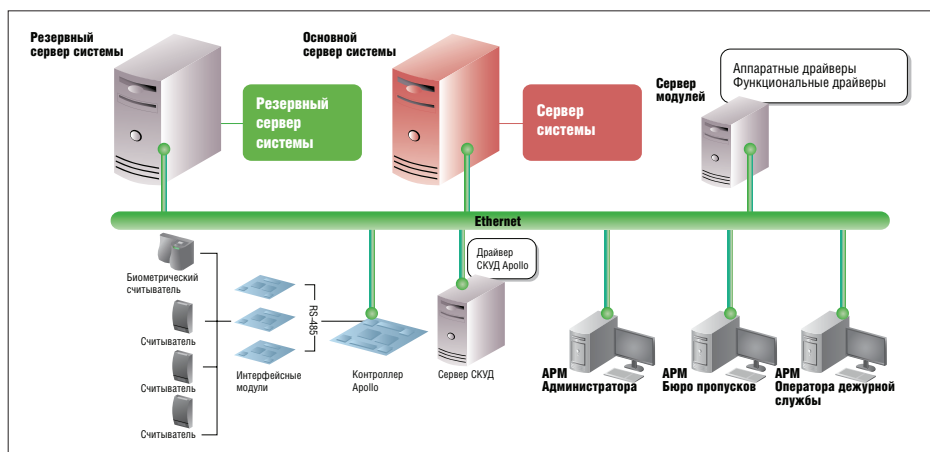 Резервный
сервер системы
Основной
сервер системы
Резервный
сервер
системы
Сервер
системы
Сервер
модулей
Аппаратные драйверы
Функциональные драйверы
Ethernet
Драйвер
СКУД Apollo
Биометрический
считыватель
Считыватель
Считыватель
Считыватель
Интерфейсные
модули
RS-485
Контроллер
Apollo
Сервер СКУД
АРМ
Администратора
АРМ
Бюро пропусков
АРМ
Оператора дежурной
службы